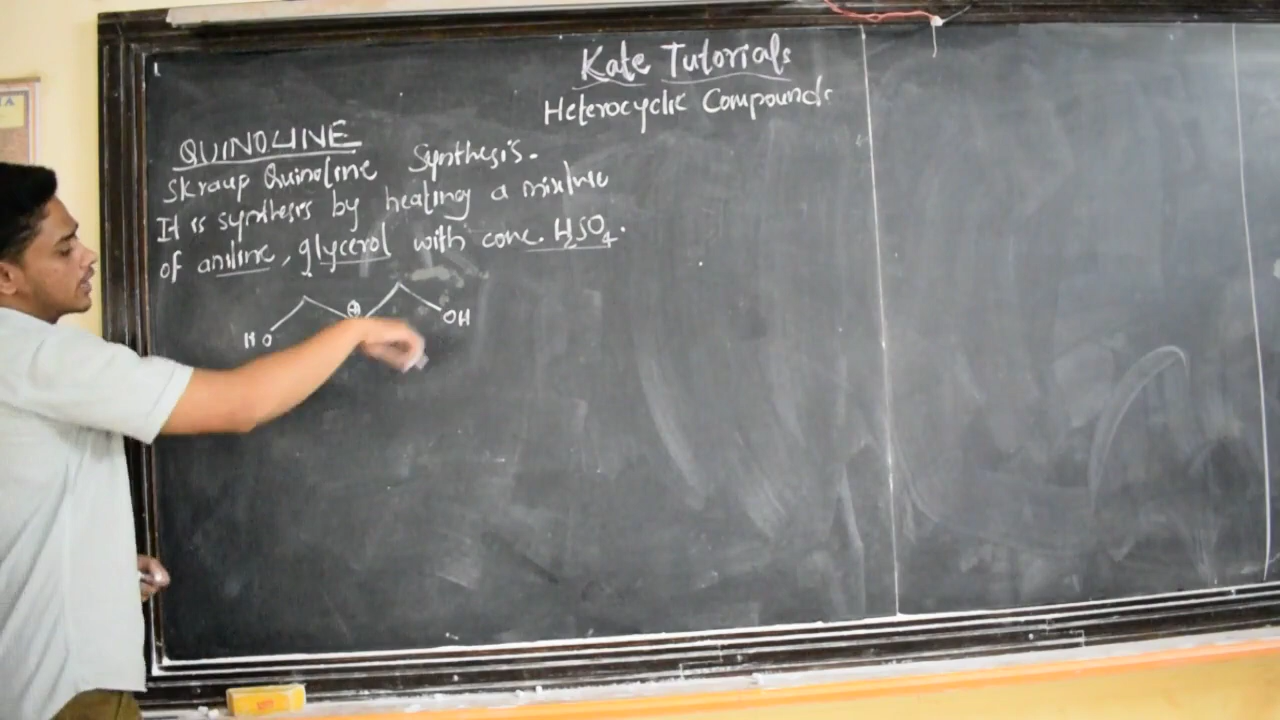 Kate Tutorials
Heterocyclic Compounds
QUINOLINE
Skraup Quinoline Synthesis.
It is synthesis by heating a mixture
of aniline, glycerol with conc. H₂SO₄.
HO ⊕ OH